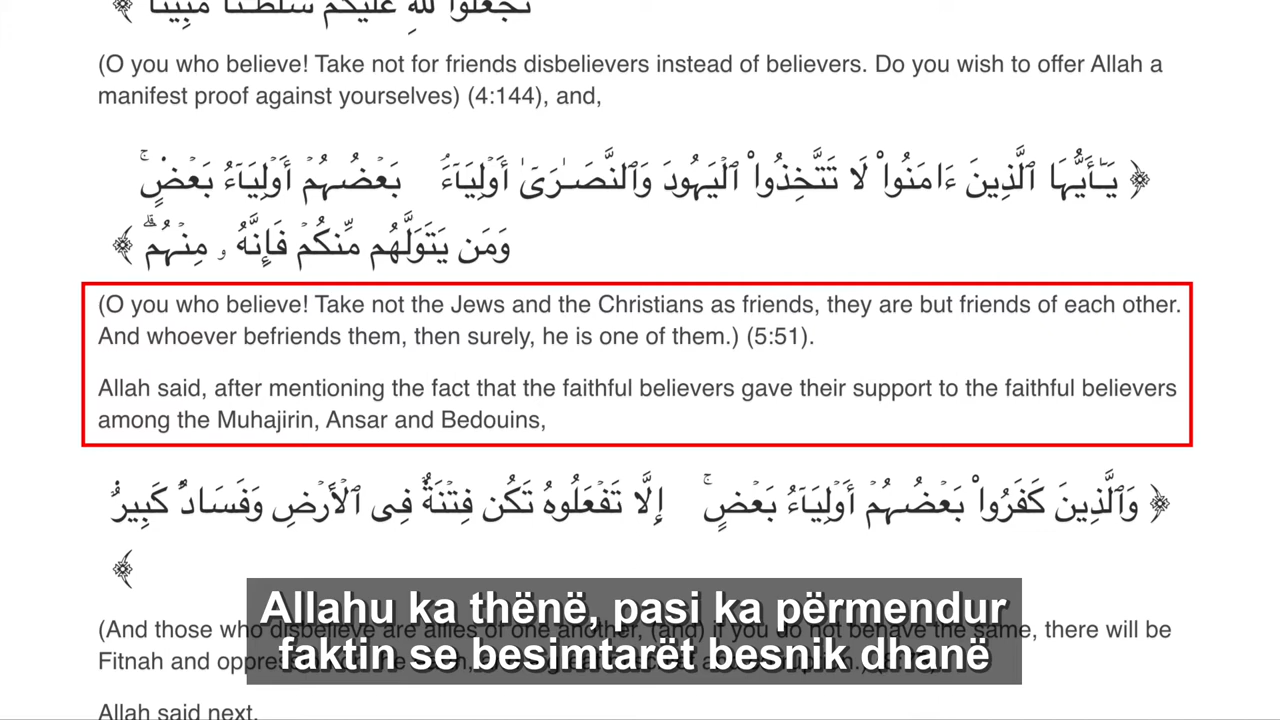 تَجْعَلُوا۟ لِلَّهِ عَلَيْكُمْ سُلْطَـٰنًا مُّبِينًا ﴾
(O you who believe! Take not for friends disbelievers instead of believers. Do you wish to offer Allah a
manifest proof against yourselves) (4:144), and,
﴿ يَـٰٓأَيُّهَا ٱلَّذِينَ ءَامَنُوا۟ لَا تَتَّخِذُوا۟ ٱلْيَهُودَ وَٱلنَّصَـٰرَىٰٓ أَوْلِيَآءَ ۘ بَعْضُهُمْ أَوْلِيَآءُ بَعْضٍ ۚ
وَمَن يَتَوَلَّهُم مِّنكُمْ فَإِنَّهُۥ مِنْهُمْ ۗ ﴾
(O you who believe! Take not the Jews and the Christians as friends, they are but friends of each other.
And whoever befriends them, then surely, he is one of them.) (5:51).
Allah said, after mentioning the fact that the faithful believers gave their support to the faithful believers
among the Muhajirin, Ansar and Bedouins,
﴿ وَٱلَّذِينَ كَفَرُوا۟ بَعْضُهُمْ أَوْلِيَآءُ بَعْضٍ ۚ إِلَّا تَفْعَلُوهُ تَكُن فِتْنَةٌ فِى ٱلْأَرْضِ وَفَسَادٌ كَبِيرٌ
﴾
(And those who disbelieve are allies of one another, (and) if you do not behave the same, there will be
Fitnah and
Allah said next,
Allahu ka thënë, pasi ka përmendur
faktin se besimtarët besnik dhanë